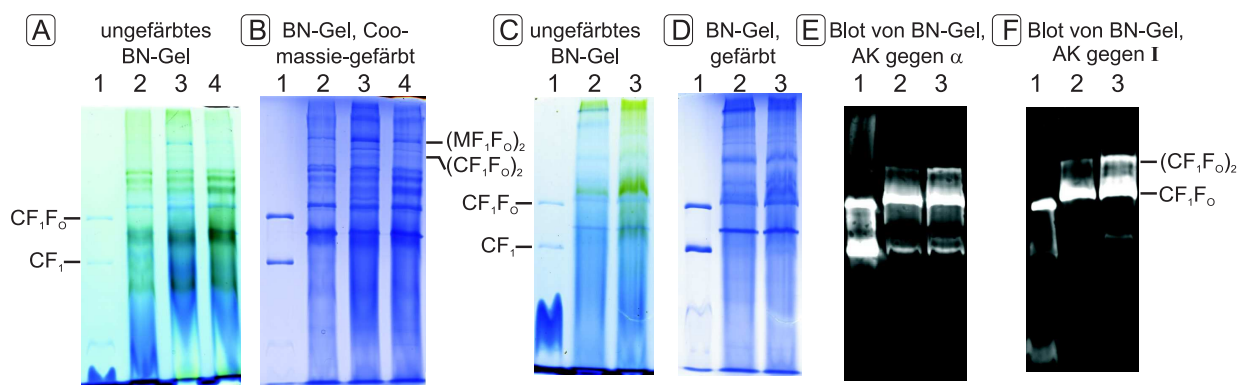 A
ungefärbtes
BN-Gel
1 2 3 4
CF₁Fₒ
CF₁
B
BN-Gel, Coo-
massie-gefärbt
1 2 3 4
(MF₁Fₒ)₂
(CF₁Fₒ)₂
C
ungefärbtes
BN-Gel
1 2 3
CF₁Fₒ
CF₁
D
BN-Gel,
gefärbt
1 2 3
E
Blot von BN-Gel,
AK gegen α
1 2 3
F
Blot von BN-Gel,
AK gegen I
1 2 3
(CF₁Fₒ)₂
CF₁Fₒ